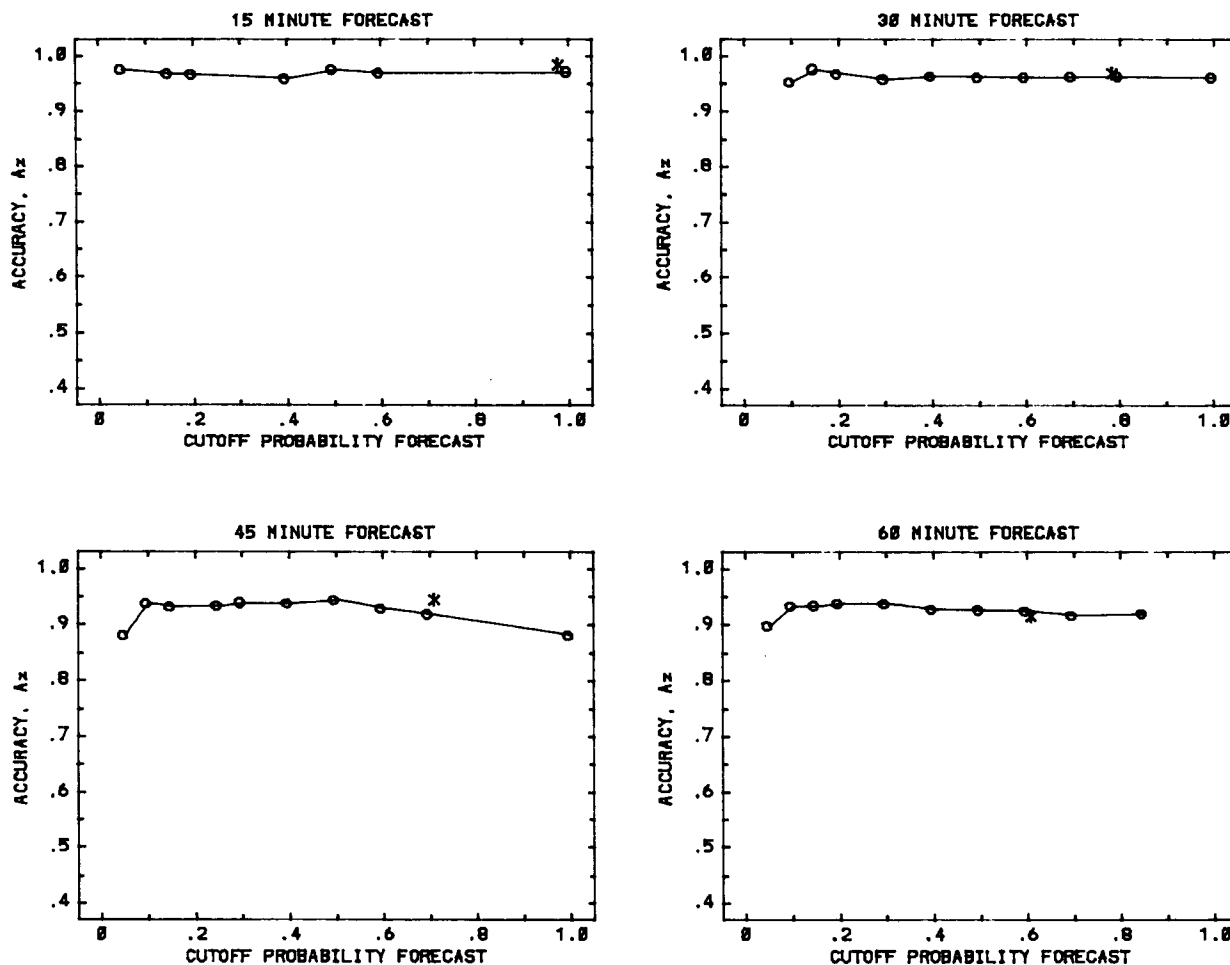 15 MINUTE FORECAST
1.0
.9
.8
.7
.6
.5
.4
ACCURACY, Az
0 .2 .4 .6 .8 1.0
CUTOFF PROBABILITY FORECAST
30 MINUTE FORECAST
1.0
.9
.8
.7
.6
.5
.4
ACCURACY, Az
0 .2 .4 .6 .8 1.0
CUTOFF PROBABILITY FORECAST
45 MINUTE FORECAST
1.0
.9
.8
.7
.6
.5
.4
ACCURACY, Az
0 .2 .4 .6 .8 1.0
CUTOFF PROBABILITY FORECAST
60 MINUTE FORECAST
1.0
.9
.8
.7
.6
.5
.4
ACCURACY, Az
0 .2 .4 .6 .8 1.0
CUTOFF PROBABILITY FORECAST